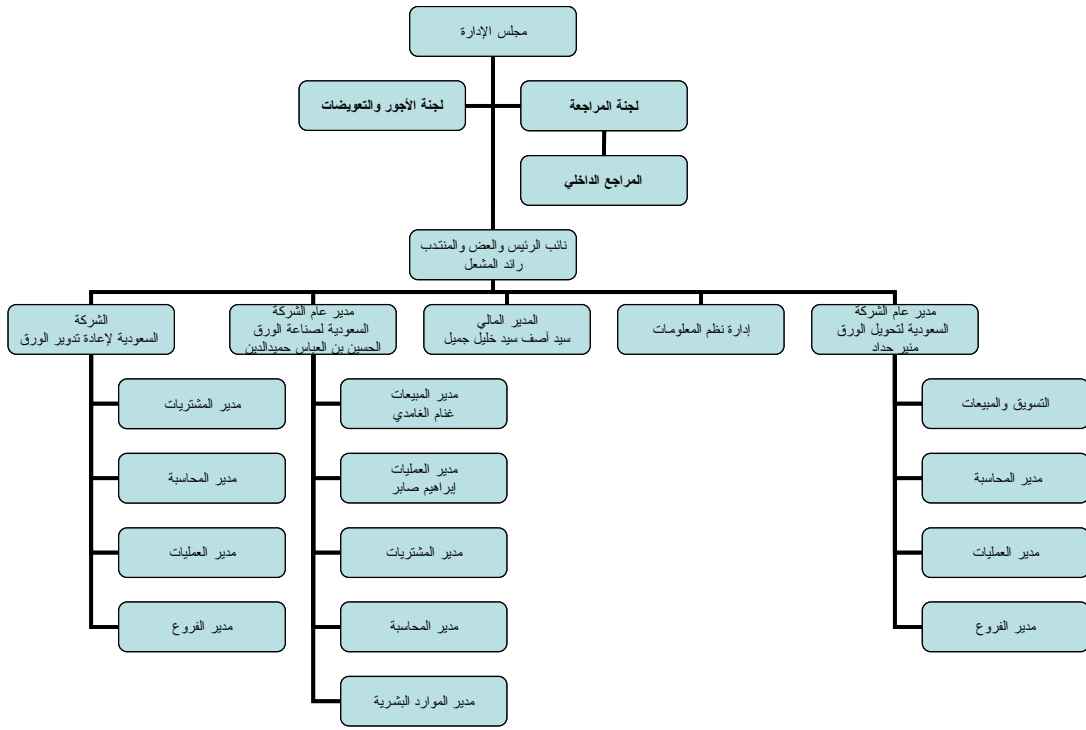 مجلس الإدارة
لجنة المراجعة
لجنة الأجور والتعويضات
المراجع الداخلي
نائب الرئيس والعض والمنتدب
رائد المشعل
مدير عام الشركة
السعودية لتحويل الورق
منير حداد
إدارة نظم المعلومات
المدير المالي
سيد آصف سيد خليل جميل
مدير عام الشركة
السعودية لصناعة الورق
الحسين بن العباس حميدالدين
الشركة
السعودية لإعادة تدوير الورق
التسويق والمبيعات
مدير المحاسبة
مدير العمليات
مدير الفروع
مدير المبيعات
غنام الغامدي
مدير العمليات
إبراهيم صابر
مدير المشتريات
مدير المحاسبة
مدير الموارد البشرية
مدير المشتريات
مدير المحاسبة
مدير العمليات
مدير الفروع